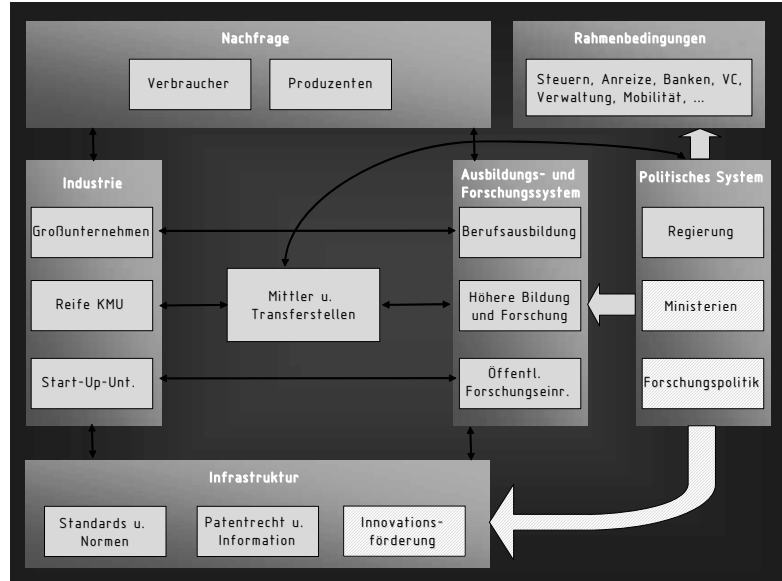 Nachfrage
Verbraucher
Produzenten
Rahmenbedingungen
Steuern, Anreize, Banken, VC,
Verwaltung, Mobilität, ...
Industrie
Großunternehmen
Reife KMU
Start-Up-Unt.
Mittler u.
Transferstellen
Ausbildungs- und
Forschungssystem
Berufsausbildung
Höhere Bildung
und Forschung
Öffentl.
Forschungseinr.
Politisches System
Regierung
Ministerien
Forschungspolitik
Infrastruktur
Standards u.
Normen
Patentrecht u.
Information
Innovations-
förderung